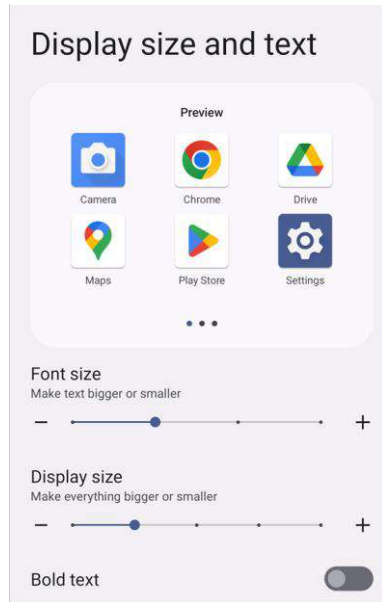 Display size and text
Preview
Camera
Chrome
Drive
Maps
Play Store
Settings
Font size
Make text bigger or smaller
Display size
Make everything bigger or smaller
Bold text